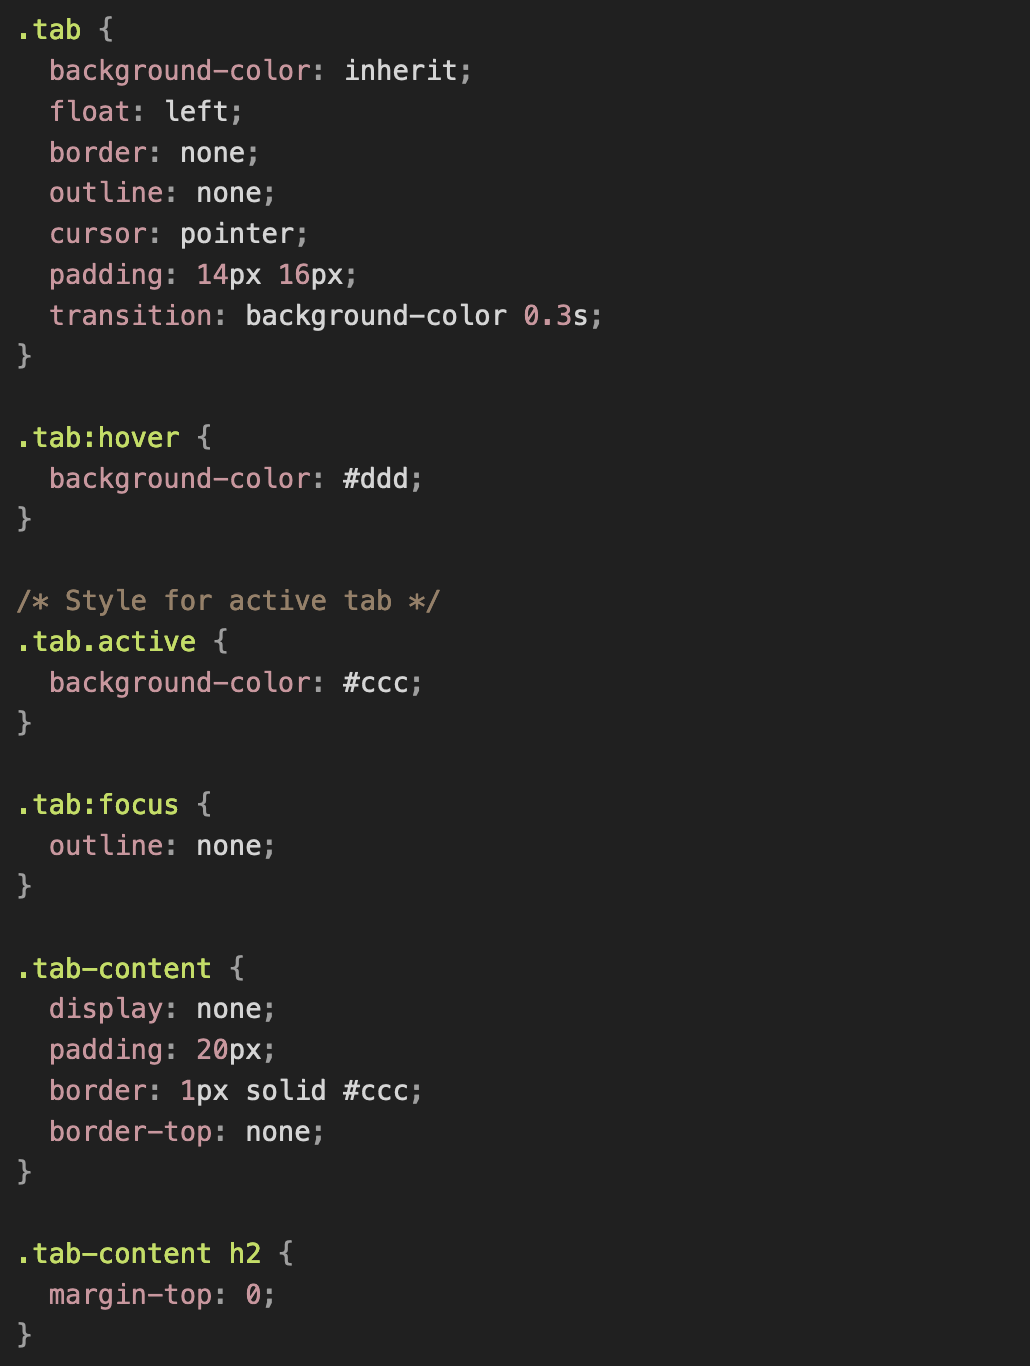 .tab {
  background-color: inherit;
  float: left;
  border: none;
  outline: none;
  cursor: pointer;
  padding: 14px 16px;
  transition: background-color 0.3s;
}

.tab:hover {
  background-color: #ddd;
}

/* Style for active tab */
.tab.active {
  background-color: #ccc;
}

.tab:focus {
  outline: none;
}

.tab-content {
  display: none;
  padding: 20px;
  border: 1px solid #ccc;
  border-top: none;
}

.tab-content h2 {
  margin-top: 0;
}